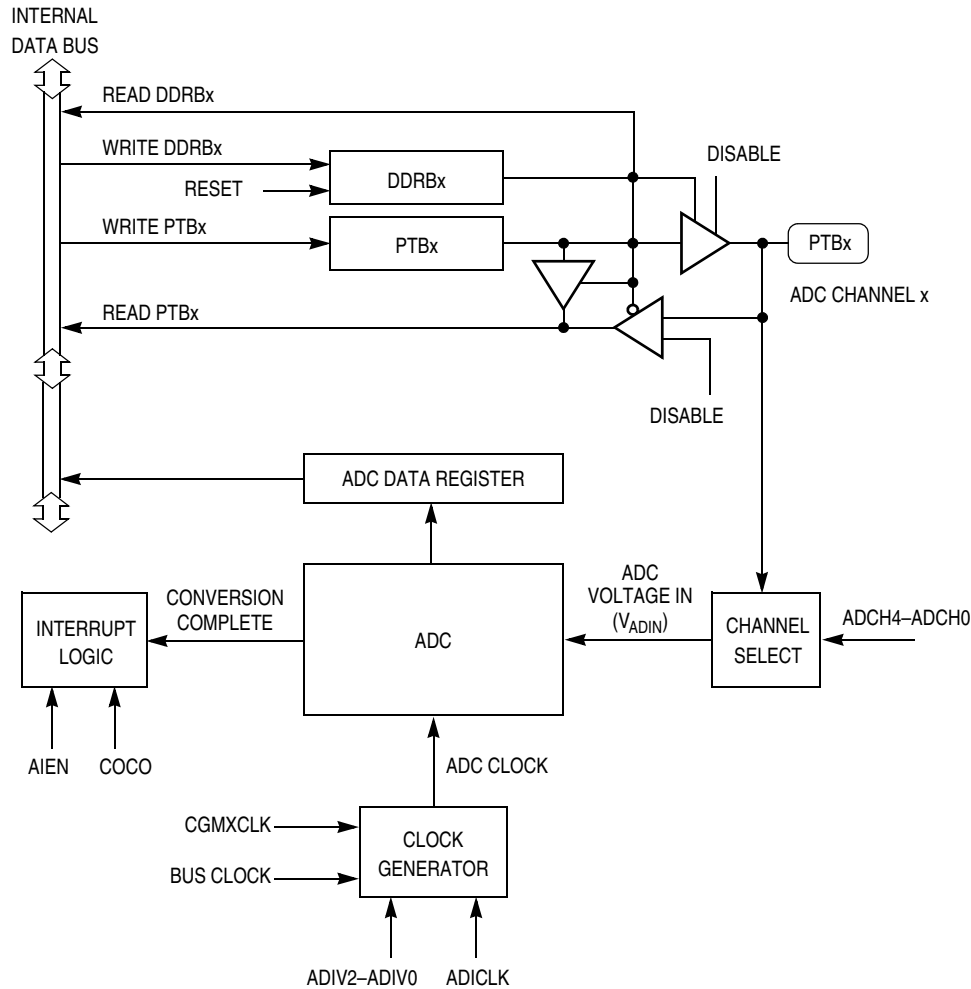 INTERNAL
DATA BUS
READ DDRBx
WRITE DDRBx
DISABLE
DDRBx
RESET
WRITE PTBx
PTBx
PTBx
ADC CHANNEL x
READ PTBx
DISABLE
ADC DATA REGISTER
ADC
VOLTAGE IN
(VADIN)
CONVERSION
COMPLETE
INTERRUPT
LOGIC
ADC
CHANNEL
SELECT
ADCH4–ADCH0
AIEN
COCO
ADC CLOCK
CGMXCLK
CLOCK
GENERATOR
BUS CLOCK
ADIV2–ADIV0
ADICLK